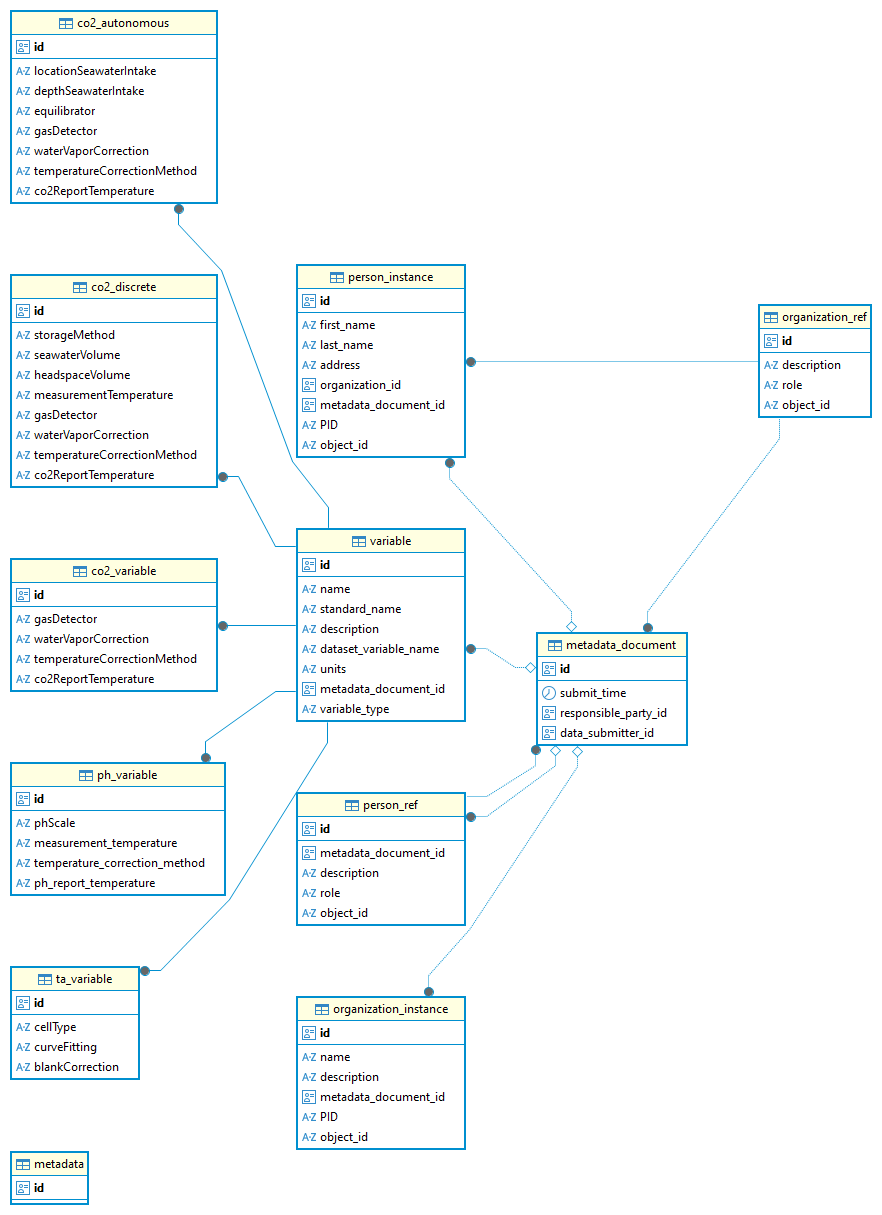 co2_autonomous
id
locationSeawaterIntake
depthSeawaterIntake
equilibrator
gasDetector
waterVaporCorrection
temperatureCorrectionMethod
co2ReportTemperature
co2_discrete
id
storageMethod
seawaterVolume
headspaceVolume
measurementTemperature
gasDetector
waterVaporCorrection
temperatureCorrectionMethod
co2ReportTemperature
person_instance
id
first_name
last_name
address
organization_id
metadata_document_id
PID
object_id
organization_ref
id
description
role
object_id
variable
id
name
standard_name
description
dataset_variable_name
units
metadata_document_id
variable_type
co2_variable
id
gasDetector
waterVaporCorrection
temperatureCorrectionMethod
co2ReportTemperature
metadata_document
id
submit_time
responsible_party_id
data_submitter_id
ph_variable
id
phScale
measurement_temperature
temperature_correction_method
ph_report_temperature
person_ref
id
metadata_document_id
description
role
object_id
ta_variable
id
cellType
curveFitting
blankCorrection
organization_instance
id
name
description
metadata_document_id
PID
object_id
metadata
id